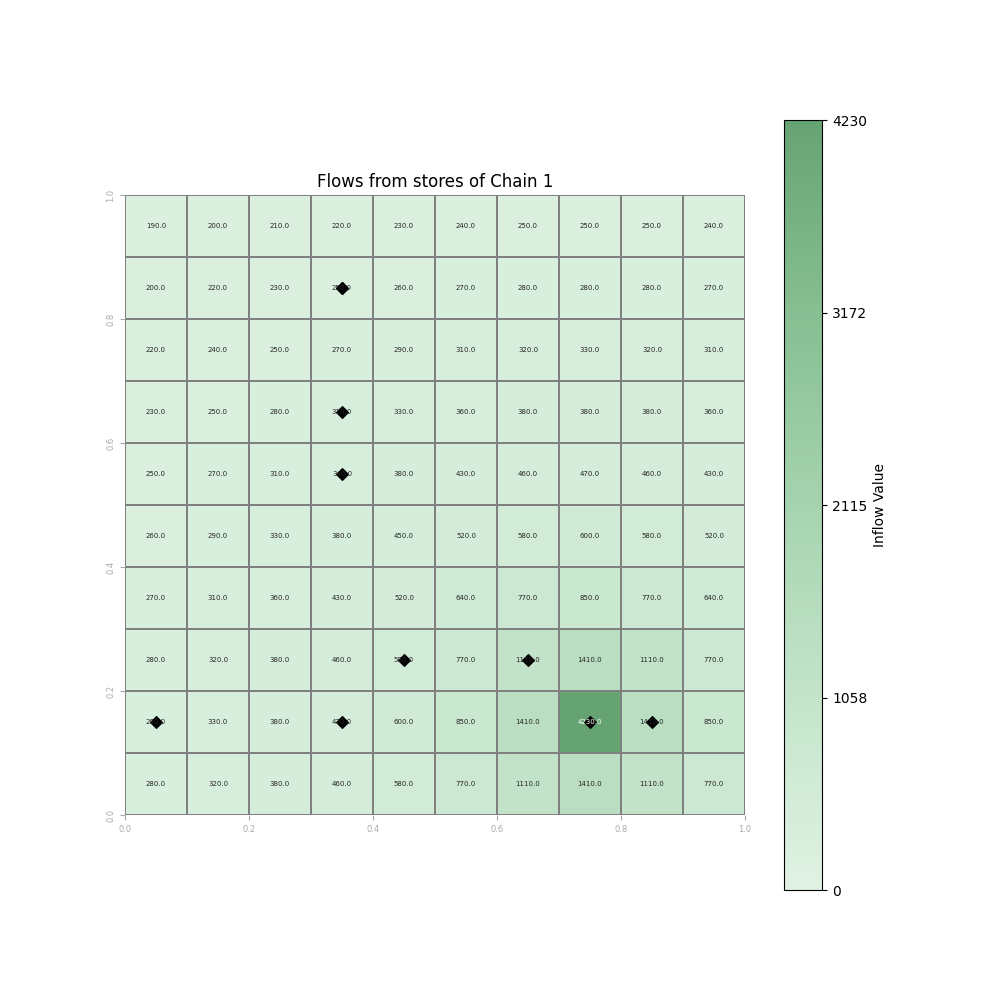 Flows from stores of Chain 1
4230
3172
2115
1058
0
Inflow Value
1.0
0.8
0.6
0.4
0.2
0.0
190.0 200.0 210.0 220.0 230.0 240.0 250.0 250.0 250.0 240.0
200.0 220.0 230.0 260.0 270.0 280.0 280.0 280.0 270.0
220.0 240.0 250.0 270.0 290.0 310.0 320.0 330.0 320.0 310.0
230.0 250.0 280.0 330.0 360.0 380.0 380.0 380.0 360.0
250.0 270.0 310.0 380.0 430.0 460.0 470.0 460.0 430.0
260.0 290.0 330.0 380.0 450.0 520.0 580.0 600.0 580.0 520.0
270.0 310.0 360.0 430.0 520.0 640.0 770.0 850.0 770.0 640.0
280.0 320.0 380.0 460.0 770.0 1410.0 1110.0 770.0
330.0 380.0 600.0 850.0 1410.0 4230.0 850.0
280.0 320.0 380.0 460.0 580.0 770.0 1110.0 1410.0 1110.0 770.0
0.0 0.2 0.4 0.6 0.8 1.0